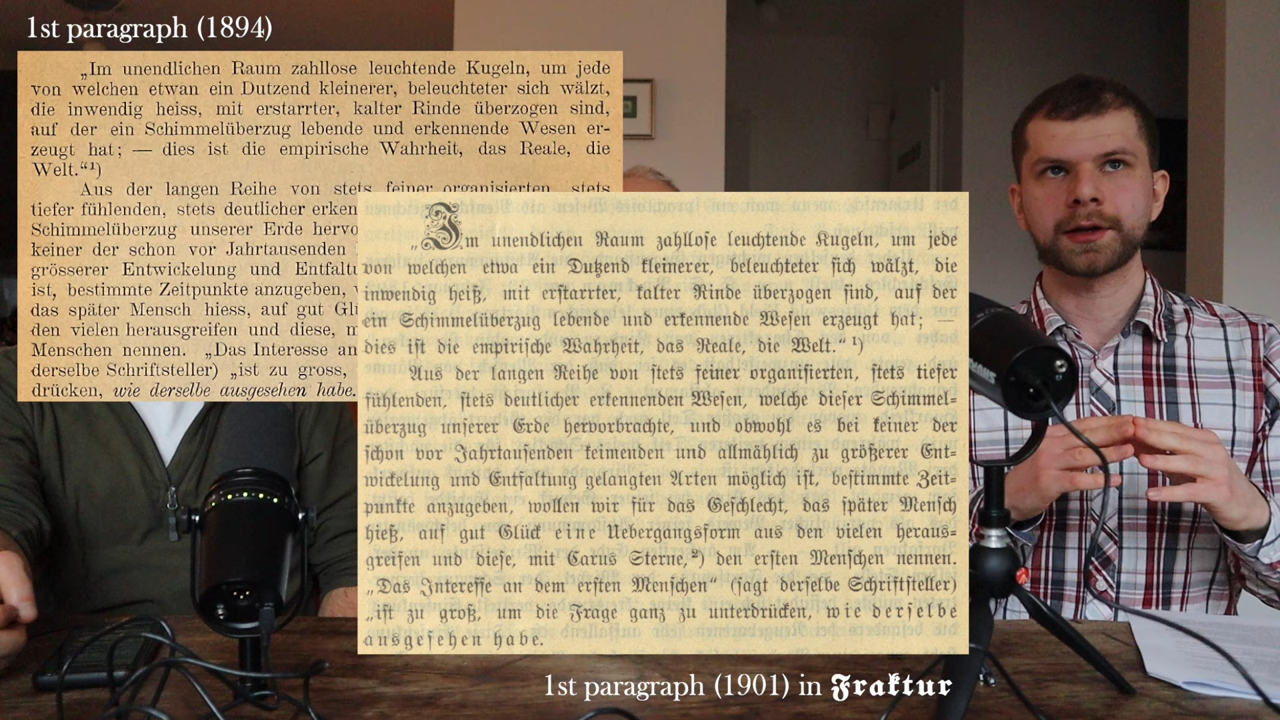 1st paragraph (1894)
„Im unendlichen Raum zahllose leuchtende Kugeln, um jede
von welchen etwan ein Dutzend kleinerer, beleuchteter sich wälzt,
die inwendig heiss, mit erstarrter, kalter Rinde überzogen sind,
auf der ein Schimmelüberzug lebende und erkennende Wesen er-
zeugt hat; — dies ist die empirische Wahrheit, das Reale, die
Welt.“¹)
Aus der langen Reihe von stets feiner organisierten, stets
tiefer fühlenden, stets deutlicher erken
Schimmelüberzug unserer Erde hervo
keiner der schon vor Jahrtausenden
grösserer Entwickelung und Entfaltu
ist, bestimmte Zeitpunkte anzugeben,
das später Mensch hiess, auf gut Gl
den vielen herausgreifen und diese, m
Menschen nennen. „Das Interesse an
derselbe Schriftsteller) „ist zu gross,
drücken, wie derselbe ausgesehen habe.
„Im unendlichen Raum zahlloſe leuchtende Kugeln, um jede
von welchen etwa ein Dutzend kleinerer, beleuchteter ſich wälzt, die
inwendig heiß, mit erſtarrter, kalter Rinde überzogen ſind, auf der
ein Schimmelüberzug lebende und erkennende Weſen erzeugt hat; —
dies iſt die empiriſche Wahrheit, das Reale, die Welt.“ ¹)
Aus der langen Reihe von ſtets feiner organiſierten, ſtets tiefer
fühlenden, ſtets deutlicher erkennenden Weſen, welche dieſer Schimmel-
überzug unſerer Erde hervorbrachte, und obwohl es bei keiner der
ſchon vor Jahrtauſenden keimenden und allmählich zu größerer Ent-
wickelung und Entfaltung gelangten Arten möglich iſt, beſtimmte Zeit-
punkte anzugeben, wollen wir für das Geſchlecht, das ſpäter Menſch
hieß, auf gut Glück eine Uebergangsform aus den vielen heraus-
greifen und dieſe, mit Carus Sterne,²) den erſten Menſchen nennen.
„Das Intereſſe an dem erſten Menſchen“ (ſagt derſelbe Schriftſteller)
„iſt zu groß, um die Frage ganz zu unterdrücken, wie derſelbe
ausgeſehen habe.
1st paragraph (1901) in Fraktur